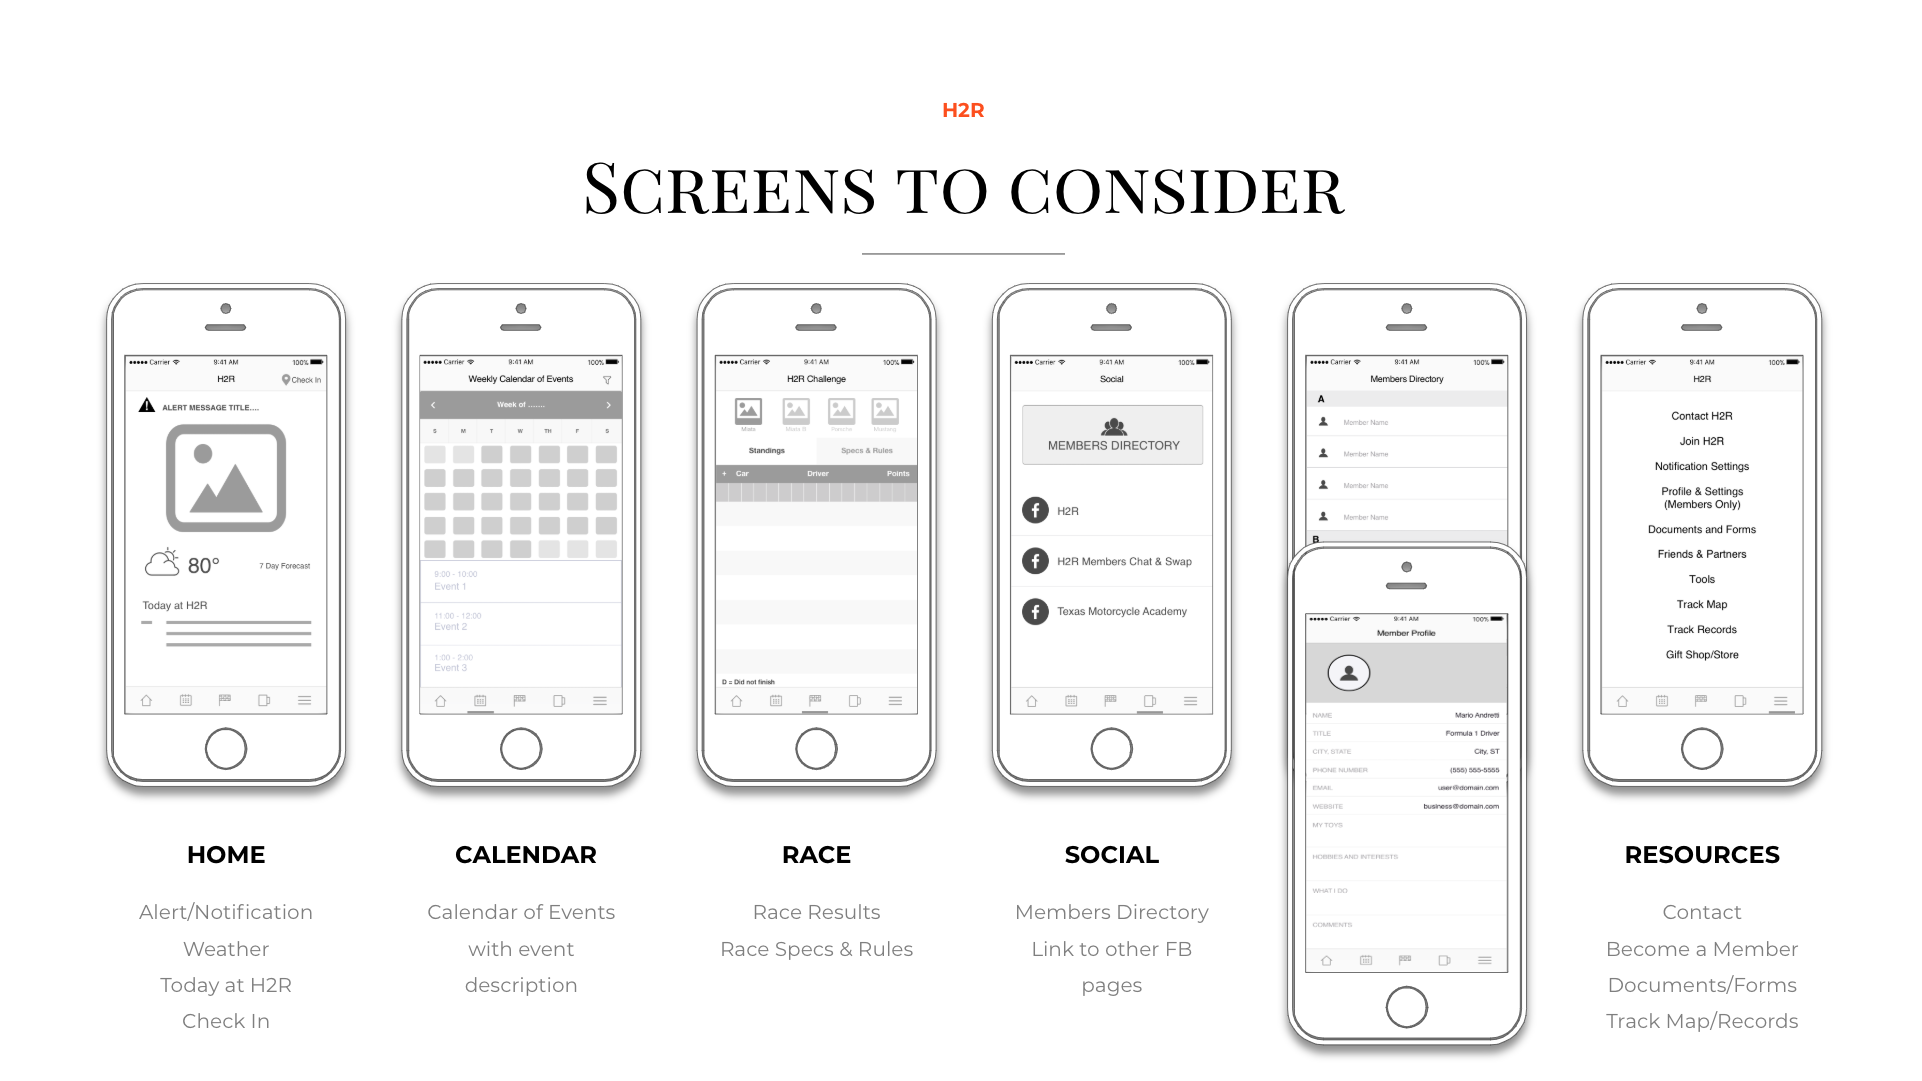 H2R
Screens to consider
Carrier 9:41 AM 100%
H2R Check In
ALERT MESSAGE TITLE....
80° 7 Day Forecast
Today at H2R
HOME
Alert/Notification
Weather
Today at H2R
Check In
Carrier 9:41 AM 100%
Weekly Calendar of Events
Week of .......
S M T W TH F S
9:00 - 10:00
Event 1
11:00 - 12:00
Event 2
1:00 - 2:00
Event 3
CALENDAR
Calendar of Events
with event
description
Carrier 9:41 AM 100%
H2R Challenge
Miata Miata B Porsche Mustang
Standings Specs & Rules
+ Car Driver Points
D = Did not finish
RACE
Race Results
Race Specs & Rules
Carrier 9:41 AM 100%
Social
MEMBERS DIRECTORY
H2R
H2R Members Chat & Swap
Texas Motorcycle Academy
SOCIAL
Members Directory
Link to other FB
pages
Carrier 9:41 AM 100%
Members Directory
A
Member Name
Member Name
Member Name
Member Name
B
Carrier 9:41 AM 100%
Member Profile
NAME Mario Andretti
TITLE Formula 1 Driver
CITY, STATE City, ST
PHONE NUMBER (555) 555-5555
EMAIL user@domain.com
WEBSITE business@domain.com
MY TOYS
HOBBIES AND INTERESTS
WHAT I DO
COMMENTS
Carrier 9:41 AM 100%
H2R
Contact H2R
Join H2R
Notification Settings
Profile & Settings
(Members Only)
Documents and Forms
Friends & Partners
Tools
Track Map
Track Records
Gift Shop/Store
RESOURCES
Contact
Become a Member
Documents/Forms
Track Map/Records